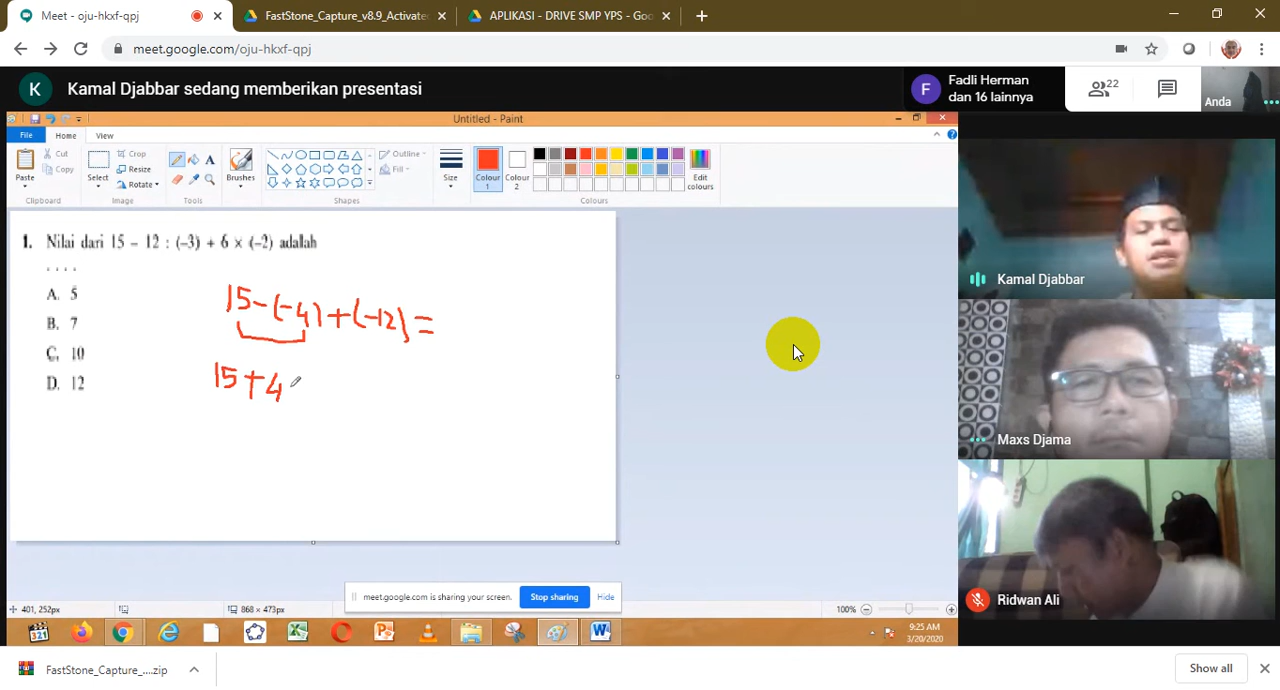 Meet - oju-hkxf-qpj
FastStone_Capture_v8.9_Activate
APLIKASI - DRIVE SMP YPS - Goo
meet.google.com/oju-hkxf-qpj
K
Kamal Djabbar sedang memberikan presentasi
F
Fadli Herman
dan 16 lainnya
22
Anda
Untitled - Paint
File
Home
View
Paste
Cut
Copy
Clipboard
Select
Crop
Resize
Rotate
Image
A
Tools
Brushes
Shapes
Outline
Fill
Size
Colour
1
Colour
2
Edit
colours
Colours
1. Nilai dari 15 – 12 : (–3) + 6 × (–2) adalah
. . . .
A. 5
B. 7
C. 10
D. 12
15-(-4)+(-12)=
15+4
Kamal Djabbar
Maxs Djama
Ridwan Ali
meet.google.com is sharing your screen.
Stop sharing
Hide
401, 252px
868 × 473px
100%
321
9:25 AM
3/20/2020
FastStone_Capture_....zip
Show all